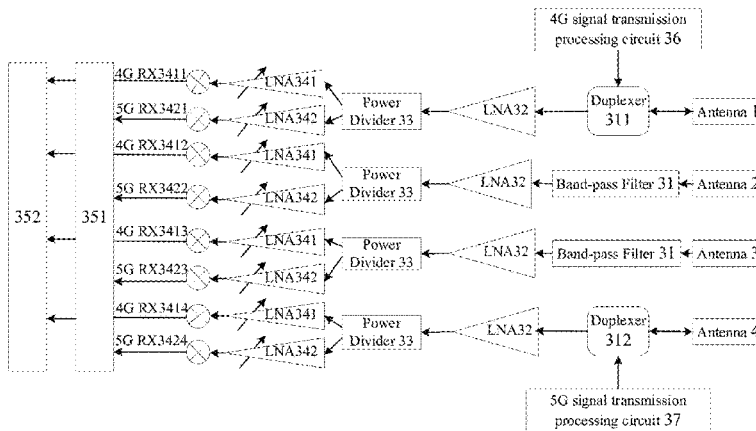 4G signal transmission
processing circuit 36
4G RX3411
LNA341
5G RX3421
LNA342
Power
Divider 33
LNA32
Duplexer
311
Antenna 1
4G RX3412
LNA341
5G RX3422
LNA342
Power
Divider 33
LNA32
Band-pass Filter 31
Antenna 2
352
351
4G RX3413
LNA341
5G RX3423
LNA342
Power
Divider 33
LNA32
Band-pass Filter 31
Antenna 3
4G RX3414
LNA341
5G RX3424
LNA342
Power
Divider 33
LNA32
Duplexer
312
Antenna 4
5G signal transmission
processing circuit 37